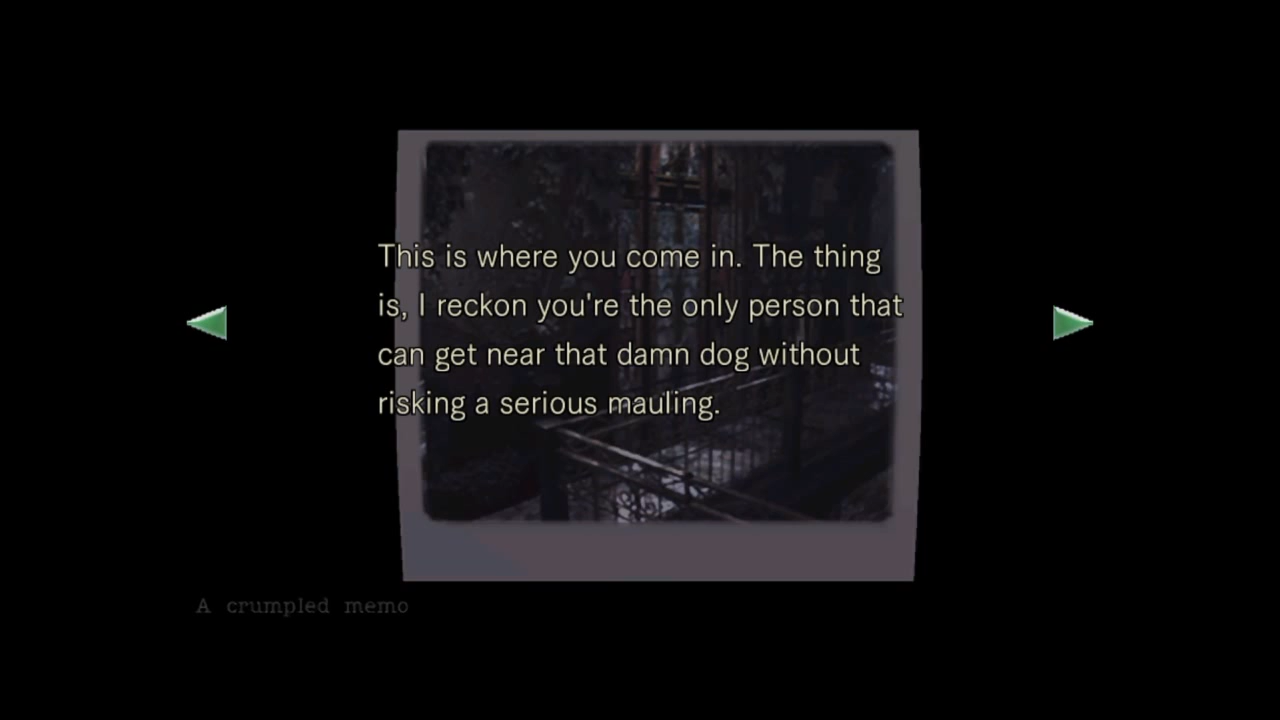 This is where you come in. The thing
is, I reckon you're the only person that
can get near that damn dog without
risking a serious mauling.
A crumpled memo